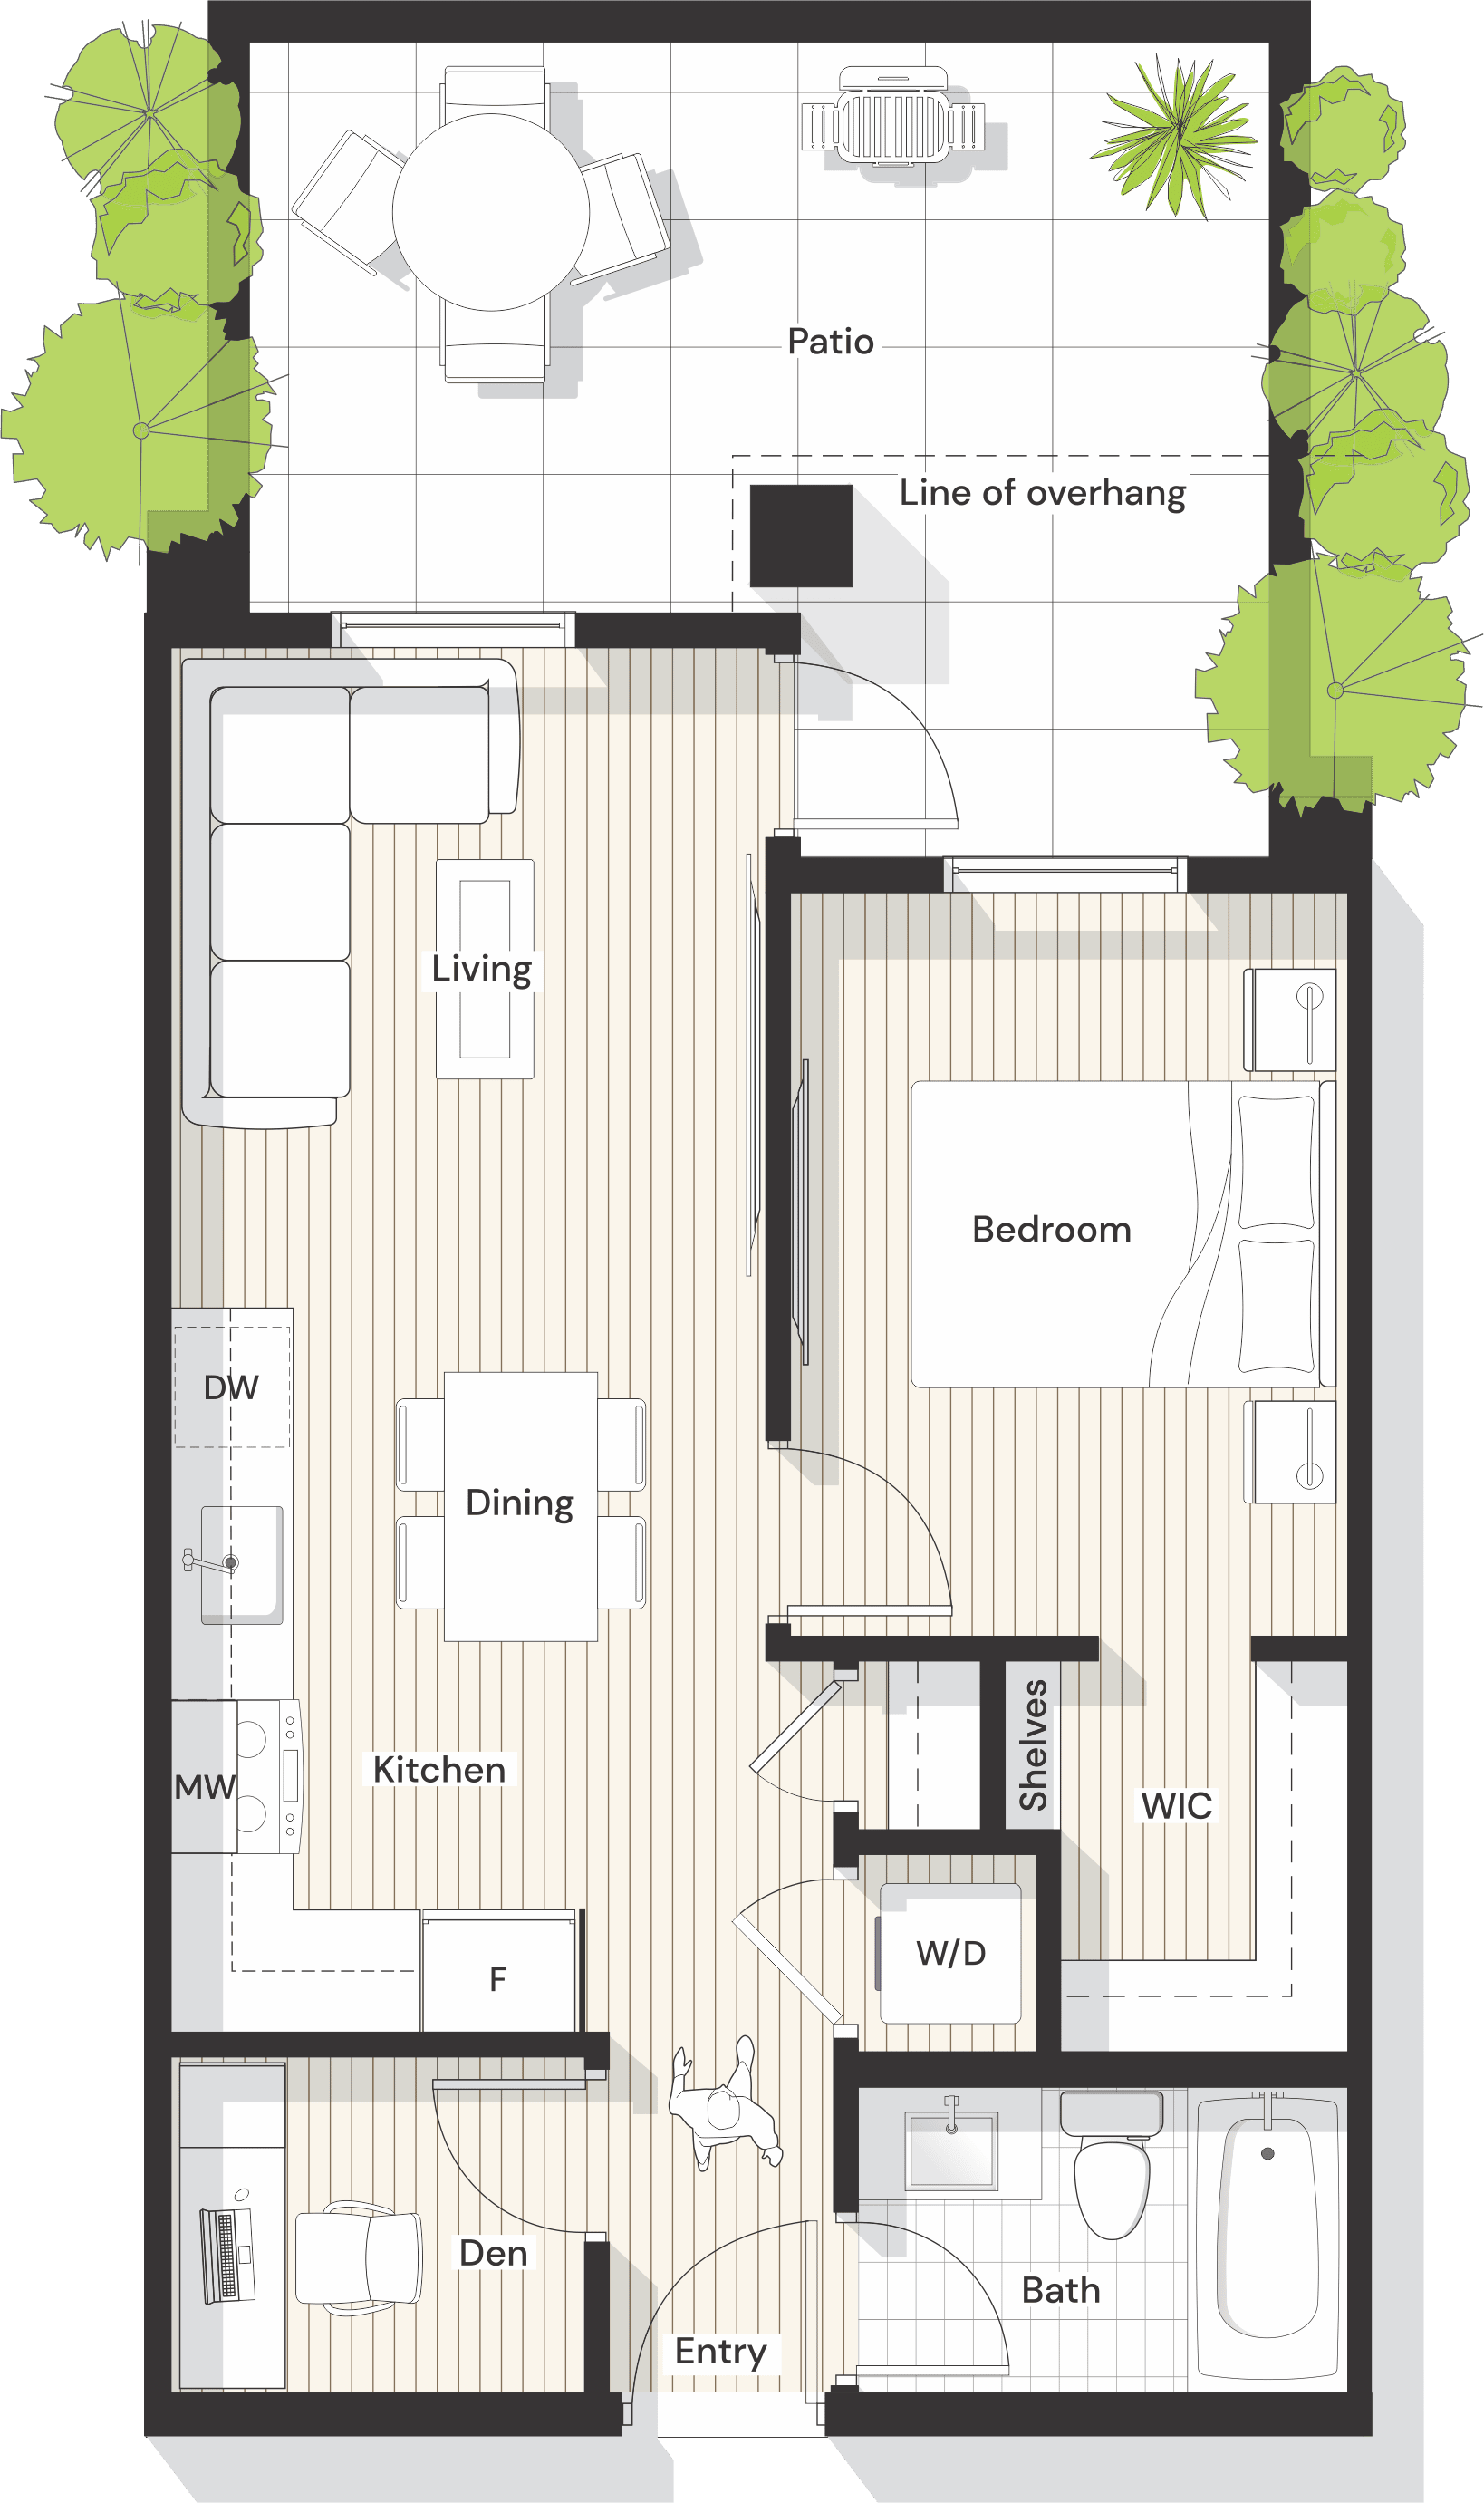 Patio
Line of overhang
Living
Bedroom
DW
Dining
Shelves
Kitchen
MW
WIC
W/D
F
Den
Bath
Entry